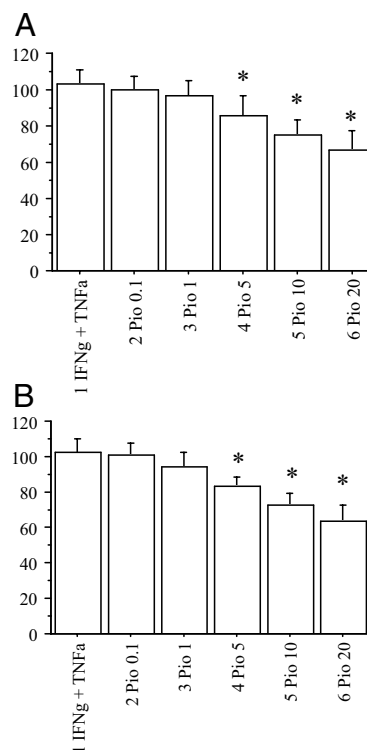 A
120
100
80
60
40
20
0
*
*
*
1 IFNg + TNFa
2 Pio 0.1
3 Pio 1
4 Pio 5
5 Pio 10
6 Pio 20
B
120
100
80
60
40
20
0
*
*
*
1 IFNg + TNFa
2 Pio 0.1
3 Pio 1
4 Pio 5
5 Pio 10
6 Pio 20